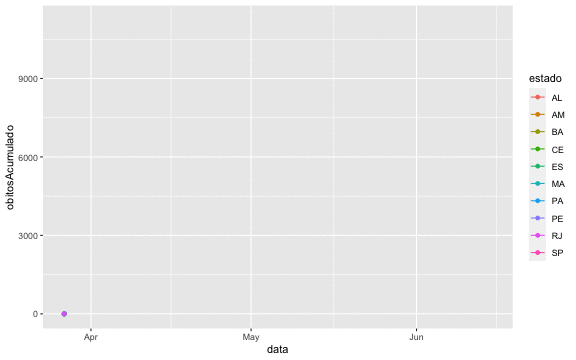 9000
6000
3000
0
obitosAcumulado
Apr
May
Jun
data
estado
AL
AM
BA
CE
ES
MA
PA
PE
RJ
SP